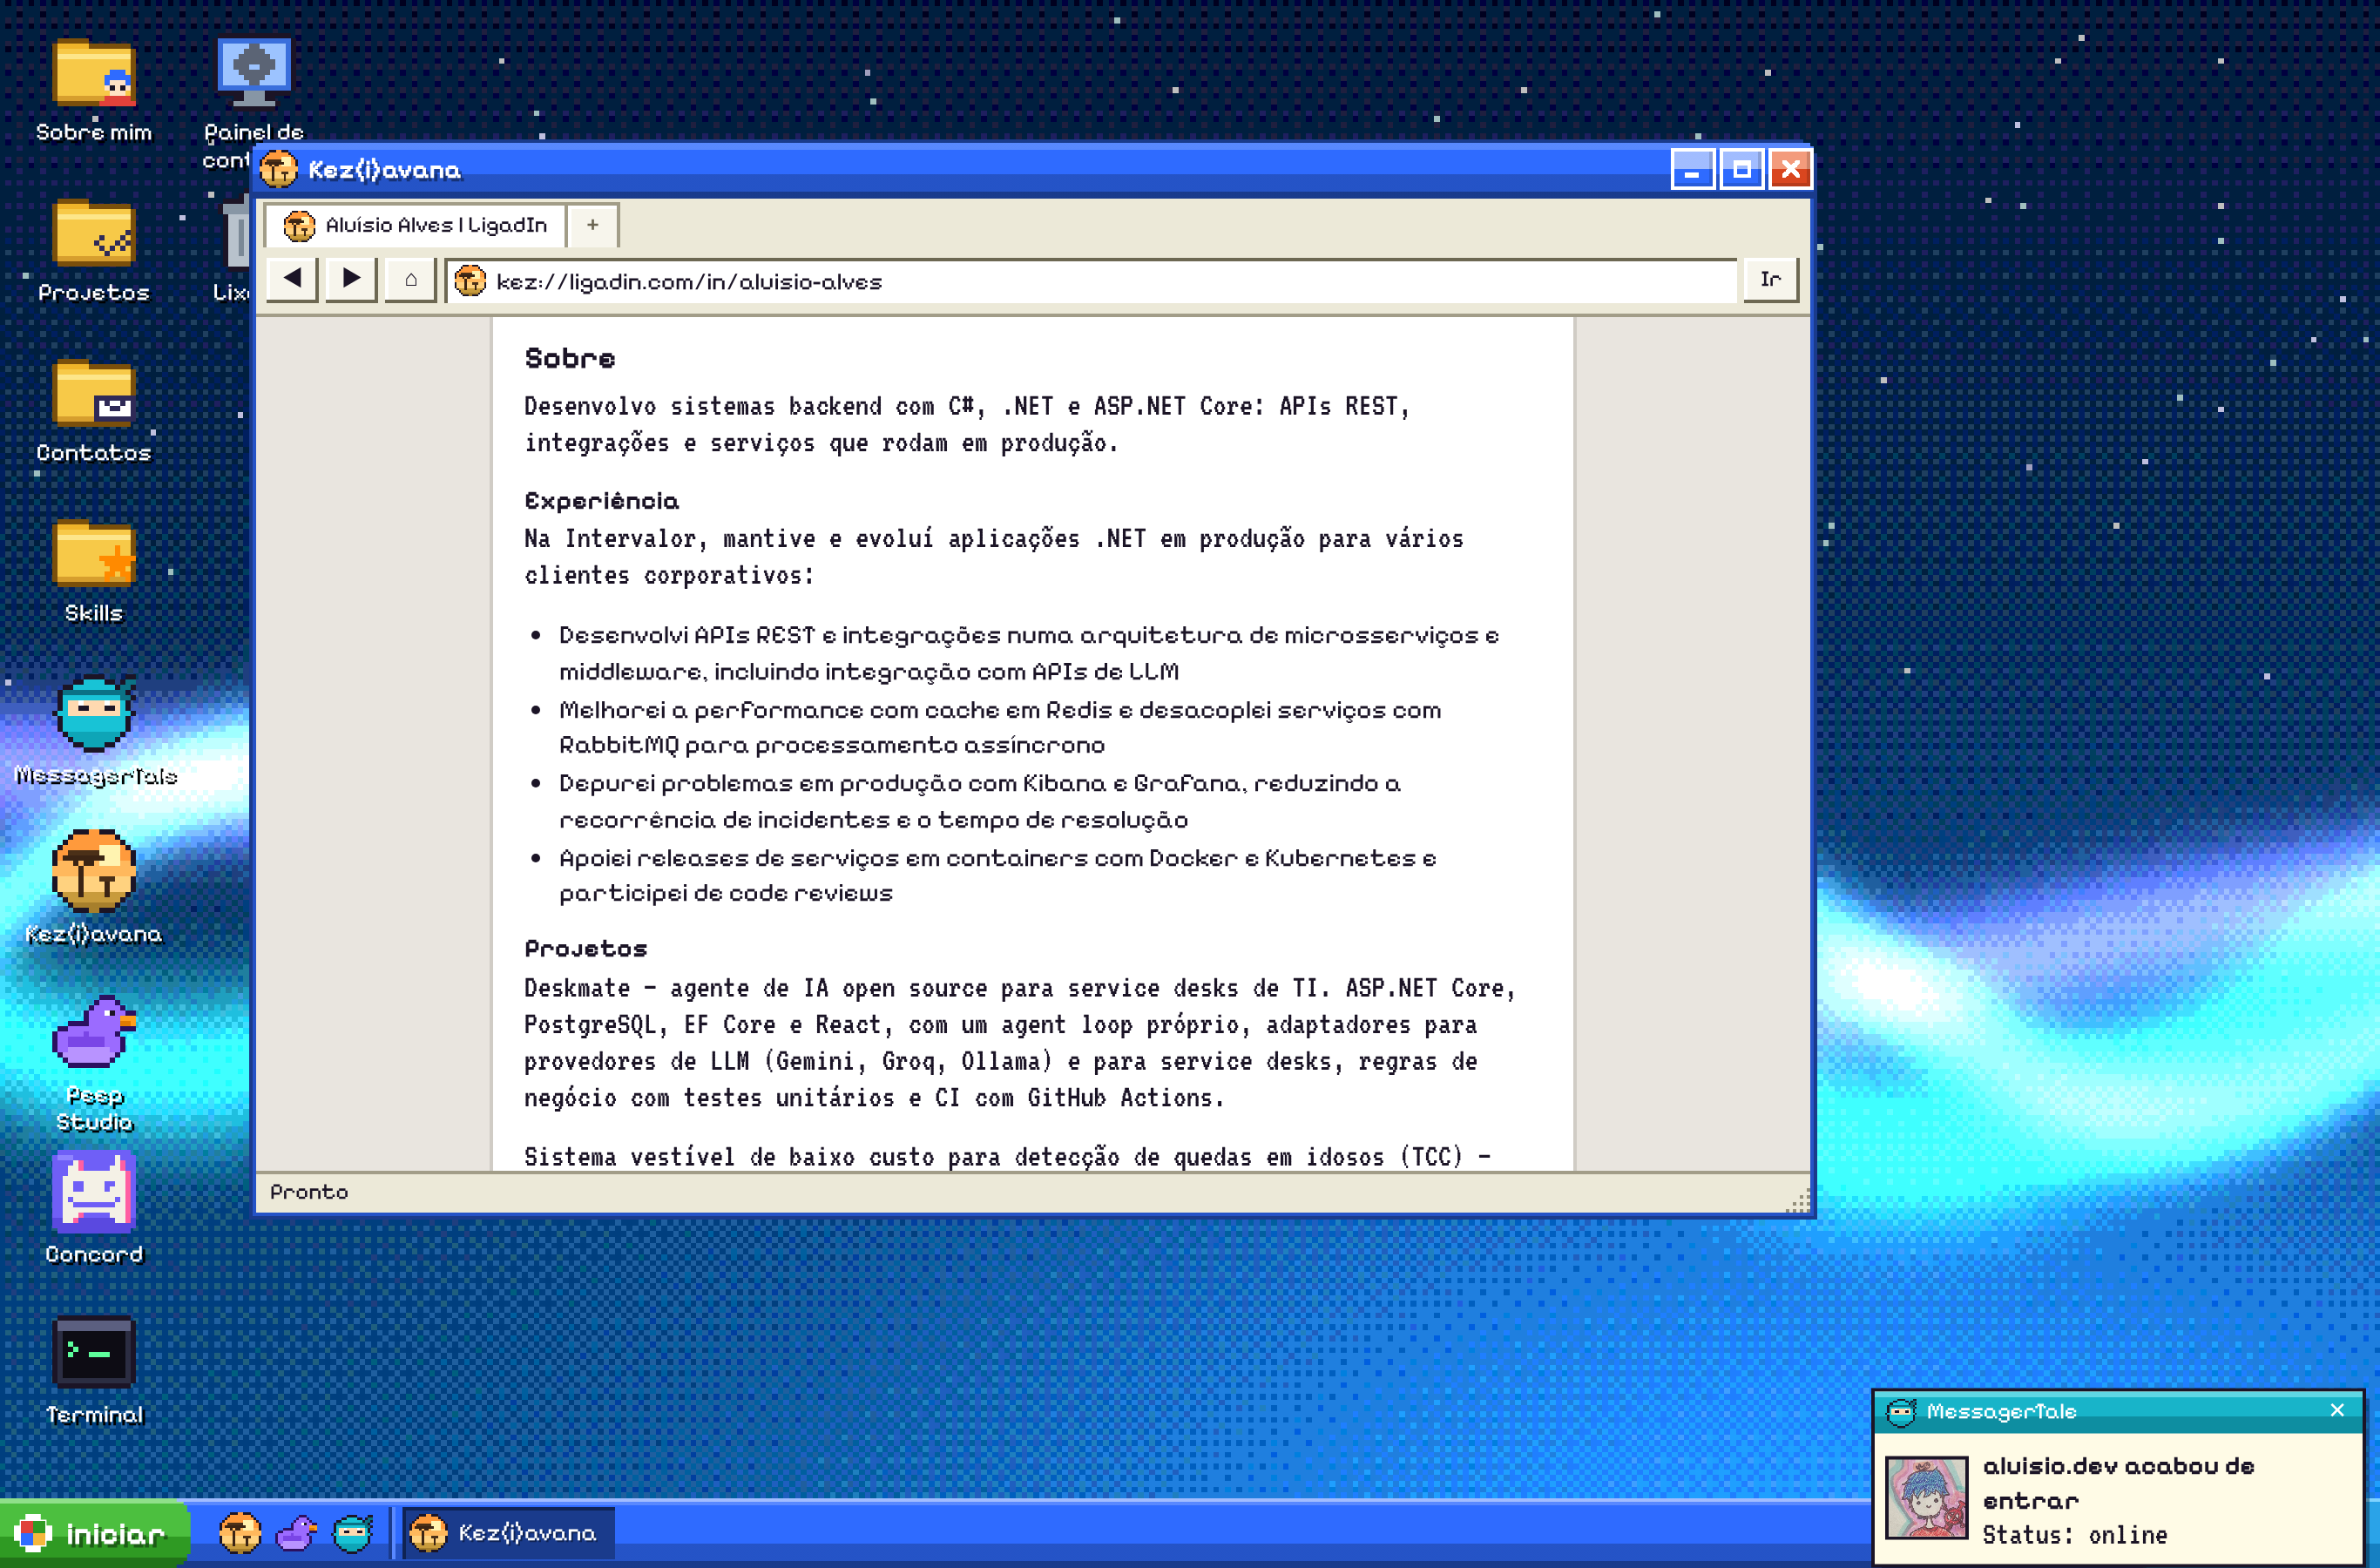 Sobre mim
Painel de
cont
Projetos
Lix
Contatos
Skills
MessagerTale
Kez(i)avana
Peep
Studio
Concord
Terminal
Kez(i)avana
Aluísio Alves | LigadIn
+
kez://ligadin.com/in/aluisio-alves
Ir
Sobre
Desenvolvo sistemas backend com C#, .NET e ASP.NET Core: APIs REST,
integrações e serviços que rodam em produção.
Experiência
Na Intervalor, mantive e evoluí aplicações .NET em produção para vários
clientes corporativos:
• Desenvolvi APIs REST e integrações numa arquitetura de microsserviços e
middleware, incluindo integração com APIs de LLM
• Melhorei a performance com cache em Redis e desacoplei serviços com
RabbitMQ para processamento assíncrono
• Depurei problemas em produção com Kibana e Grafana, reduzindo a
recorrência de incidentes e o tempo de resolução
• Apoiei releases de serviços em containers com Docker e Kubernetes e
participei de code reviews
Projetos
Deskmate - agente de IA open source para service desks de TI. ASP.NET Core,
PostgreSQL, EF Core e React, com um agent loop próprio, adaptadores para
provedores de LLM (Gemini, Groq, Ollama) e para service desks, regras de
negócio com testes unitários e CI com GitHub Actions.
Sistema vestível de baixo custo para detecção de quedas em idosos (TCC) -
Pronto
MessagerTale
aluisio.dev acabou de
entrar
Status: online
iniciar
Kez(i)avana